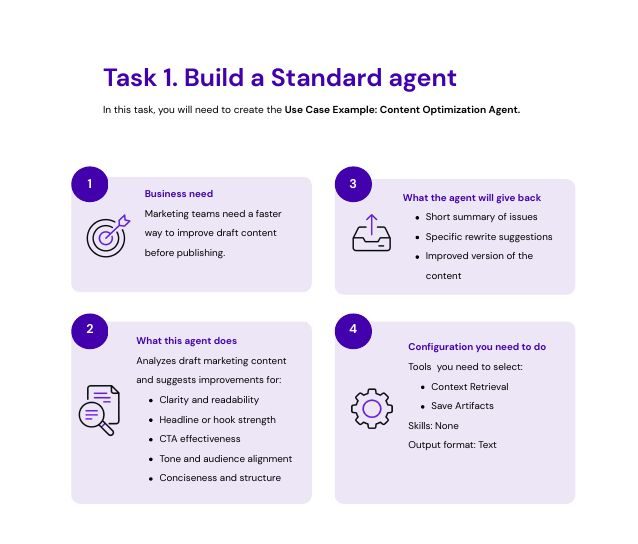 Task 1. Build a Standard agent
In this task, you will need to create the Use Case Example: Content Optimization Agent.
1
Business need
Marketing teams need a faster
way to improve draft content
before publishing.
2
What this agent does
Analyzes draft marketing content
and suggests improvements for:
• Clarity and readability
• Headline or hook strength
• CTA effectiveness
• Tone and audience alignment
• Conciseness and structure
3
What the agent will give back
• Short summary of issues
• Specific rewrite suggestions
• Improved version of the
content
4
Configuration you need to do
Tools you need to select:
• Context Retrieval
• Save Artifacts
Skills: None
Output format: Text